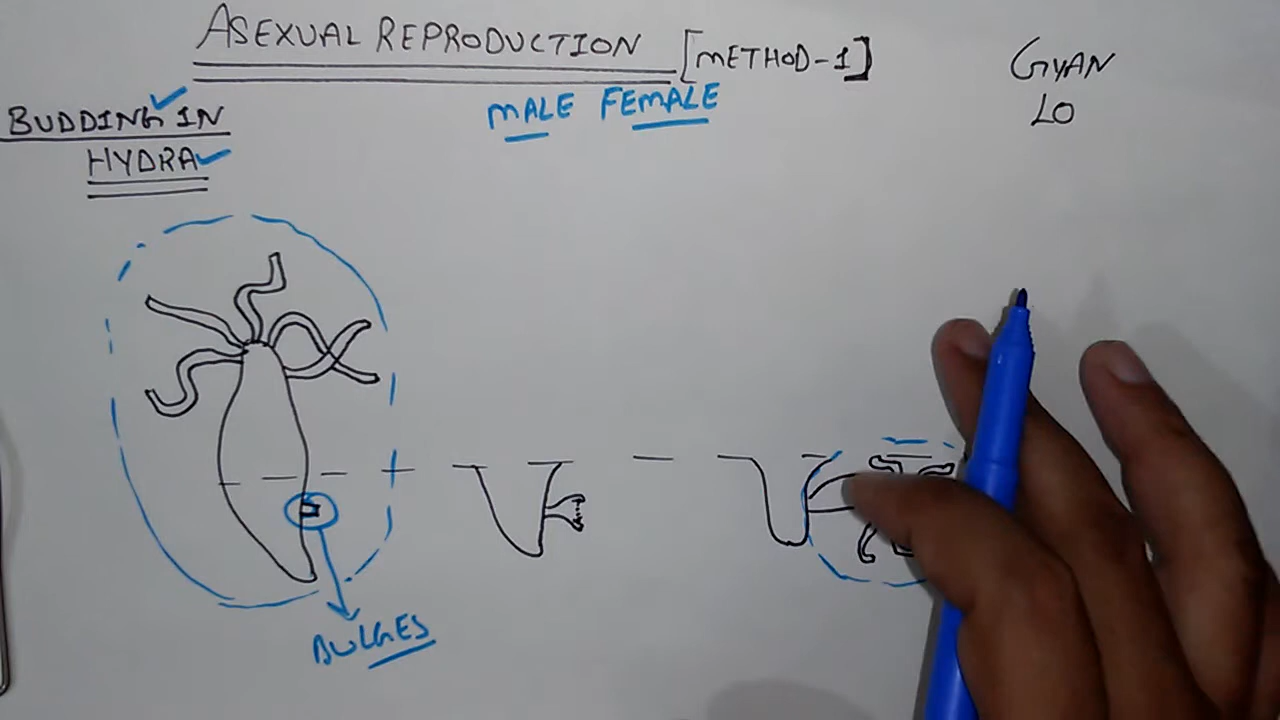 ASEXUAL REPRODUCTION [METHOD-1]
MALE FEMALE
GYAN
LO
BUDDING IN
HYDRA
BULGES